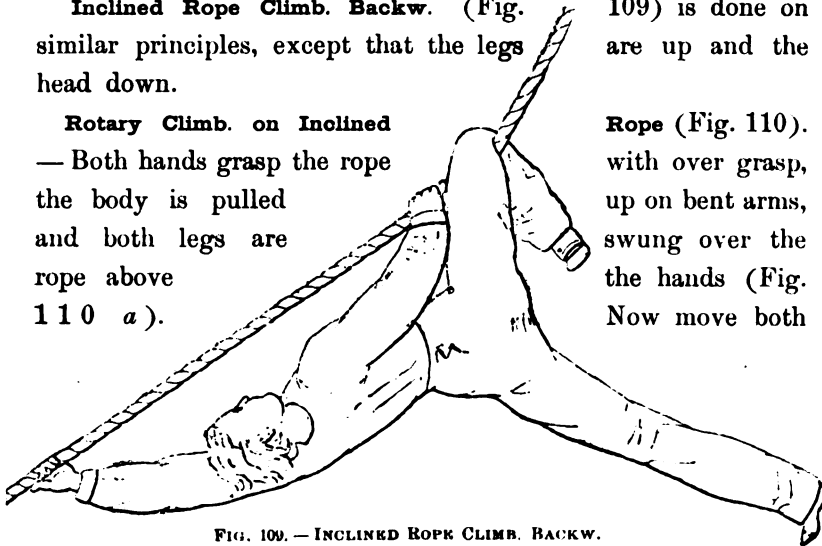 Inclined Rope Climb. Backw. (Fig. 109) is done on
similar principles, except that the legs are up and the
head down.
Rotary Climb. on Inclined Rope (Fig. 110).
— Both hands grasp the rope with over grasp,
the body is pulled up on bent arms,
and both legs are swung over the
rope above the hands (Fig.
110 a). Now move both
Fig. 109. — Inclined Rope Climb. Backw.